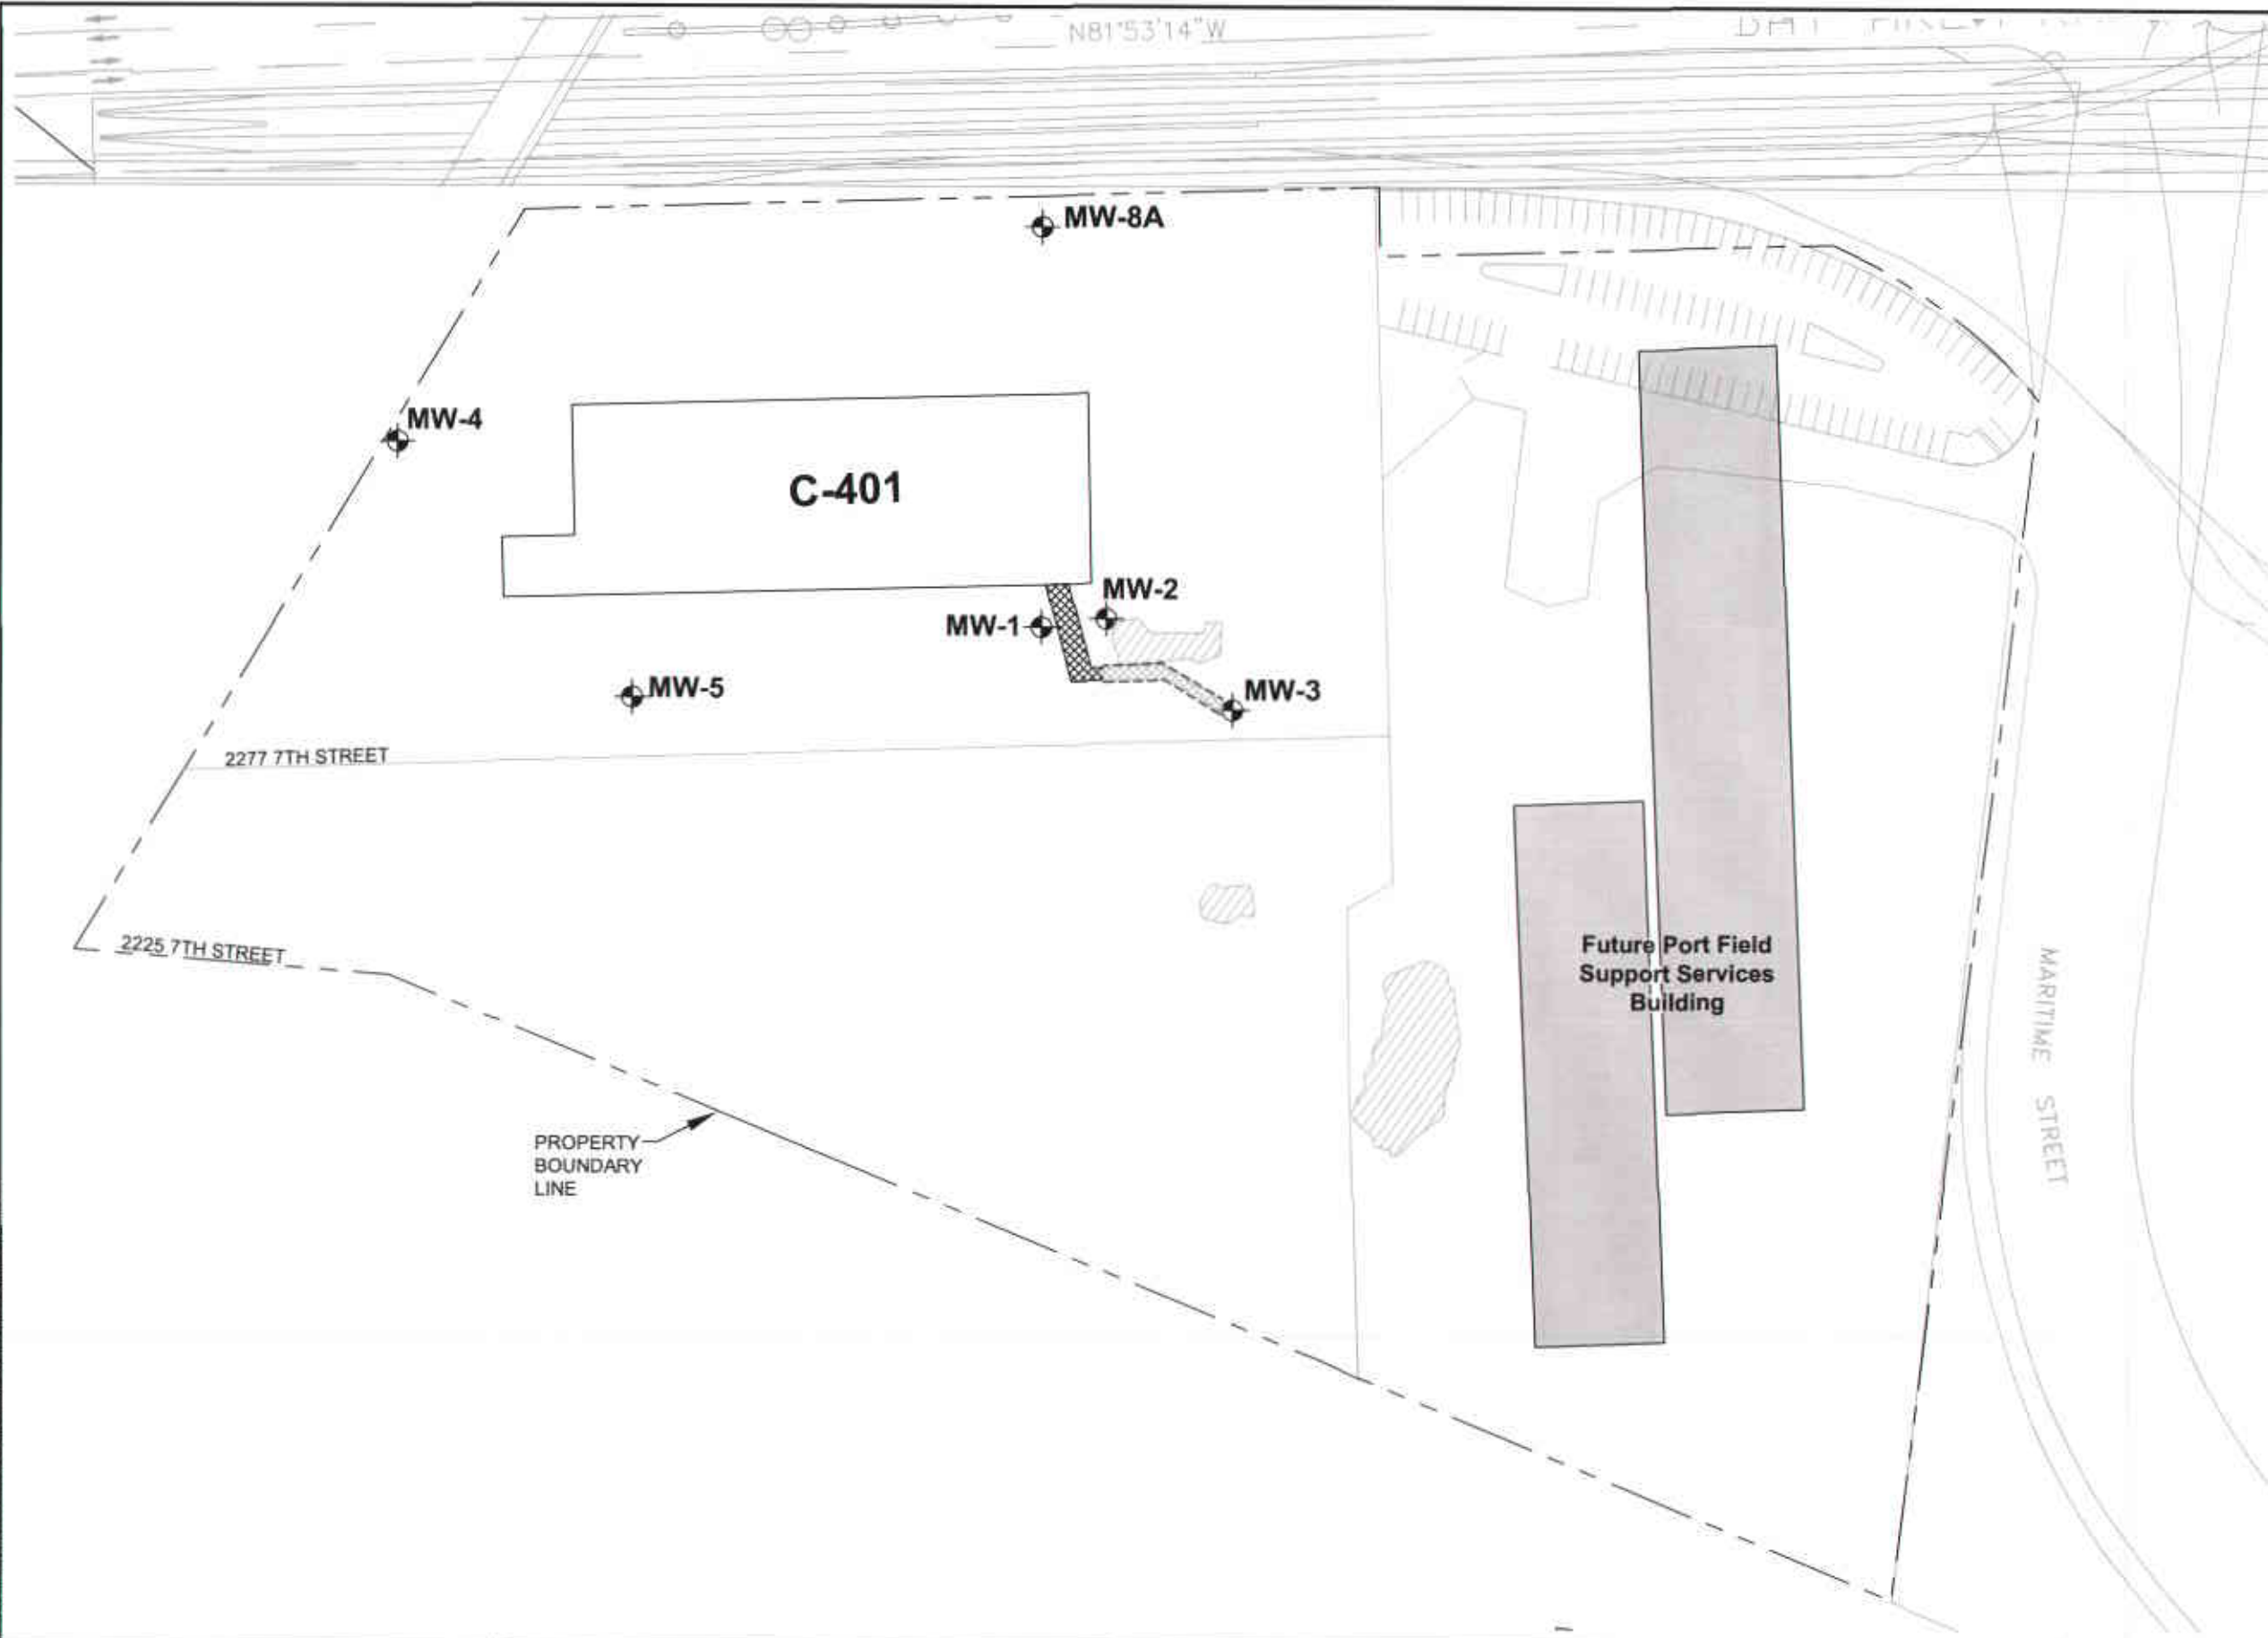 N81°53'14"W
MW-8A
MW-4
C-401
MW-2
MW-1
MW-5
MW-3
2277 7TH STREET
2225 7TH STREET
Future Port Field
Support Services
Building
MARITIME STREET
PROPERTY
BOUNDARY
LINE